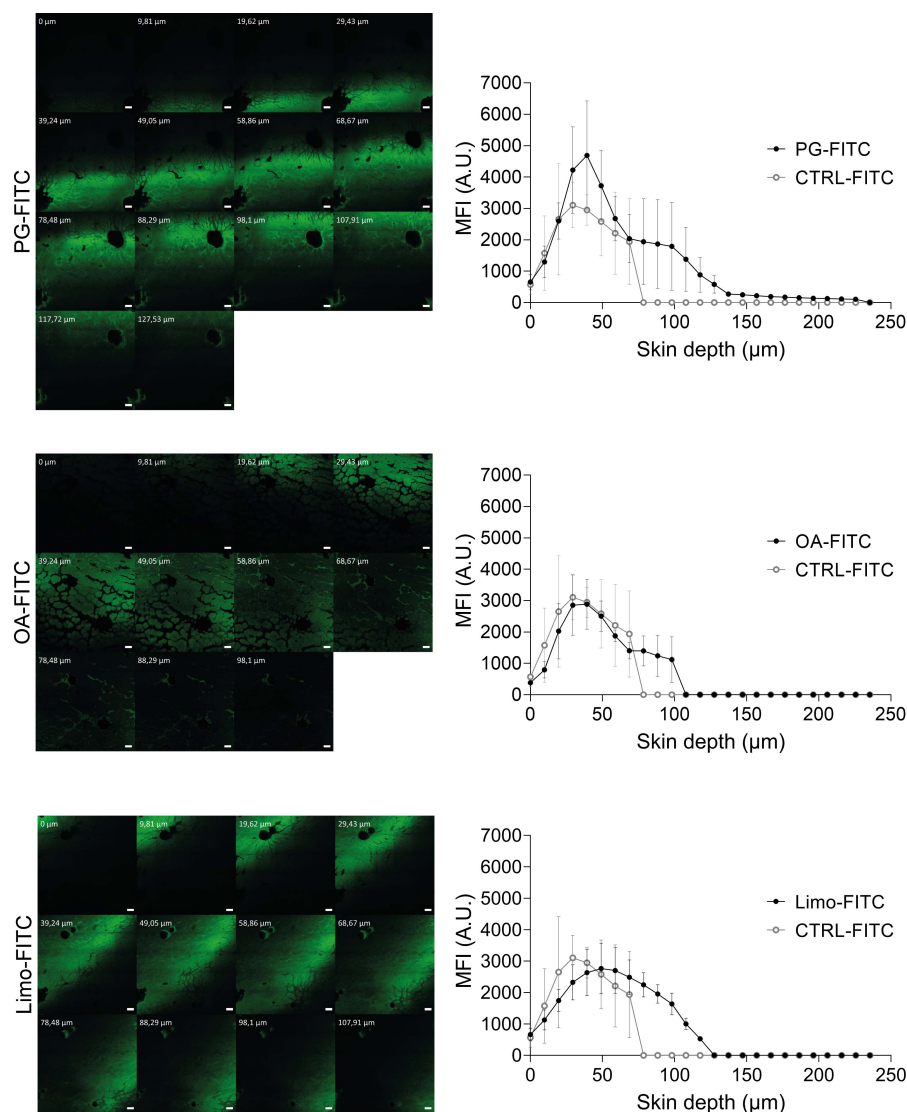 0 µm
9,81 µm
19,62 µm
29,43 µm
39,24 µm
49,05 µm
58,86 µm
68,67 µm
78,48 µm
88,29 µm
98,1 µm
107,91 µm
117,72 µm
127,53 µm
PG-FITC
7000
6000
5000
4000
3000
2000
1000
0
MFI (A.U.)
0 50 100 150 200 250
Skin depth (µm)
PG-FITC
CTRL-FITC
0 µm
9,81 µm
19,62 µm
29,43 µm
39,24 µm
49,05 µm
58,86 µm
68,67 µm
78,48 µm
88,29 µm
98,1 µm
OA-FITC
7000
6000
5000
4000
3000
2000
1000
0
MFI (A.U.)
0 50 100 150 200 250
Skin depth (µm)
OA-FITC
CTRL-FITC
0 µm
9,81 µm
19,62 µm
29,43 µm
39,24 µm
49,05 µm
58,86 µm
68,67 µm
78,48 µm
88,29 µm
98,1 µm
107,91 µm
Limo-FITC
7000
6000
5000
4000
3000
2000
1000
0
MFI (A.U.)
0 50 100 150 200 250
Skin depth (µm)
Limo-FITC
CTRL-FITC